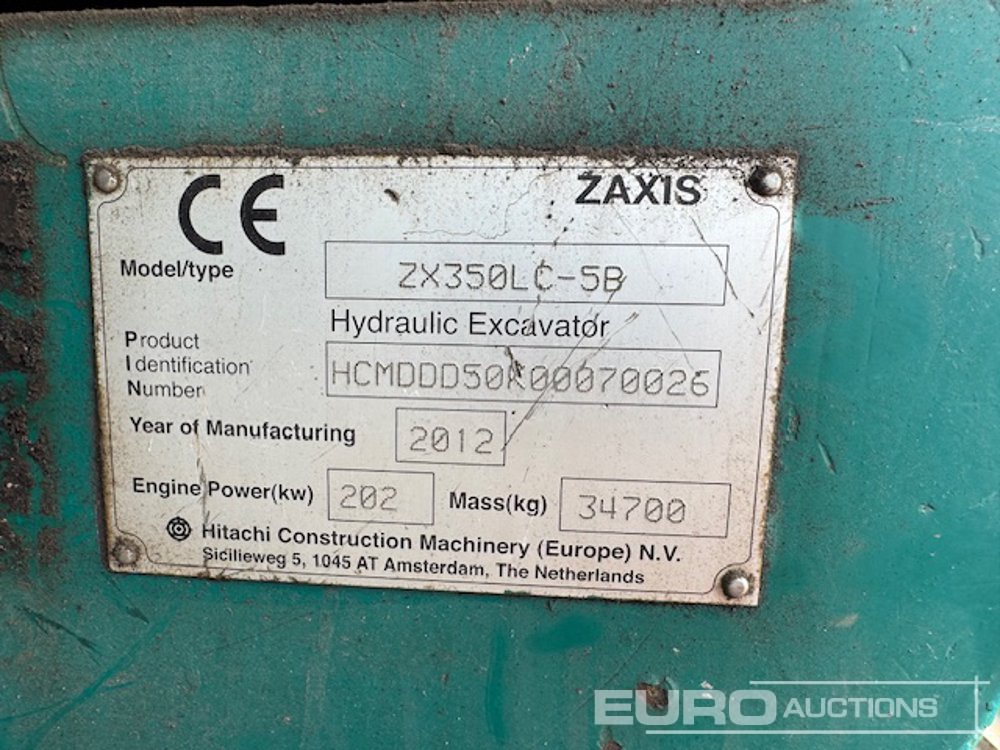 CE ZAXIS
Model/type ZX350LC-5B
Hydraulic Excavator
Product
Identification
Number HCMDDD50K00070026
Year of Manufacturing 2012
Engine Power(kw) 202 Mass(kg) 34700
Hitachi Construction Machinery (Europe) N.V.
Sicilieweg 5, 1045 AT Amsterdam, The Netherlands
EURO AUCTIONS